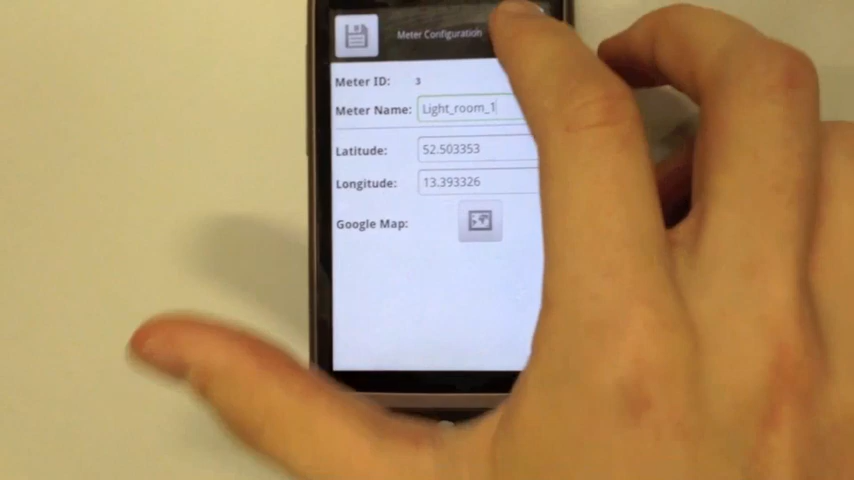 Meter Configuration
Meter ID: 3
Meter Name: Light_room_1
Latitude: 52.503353
Longitude: 13.393326
Google Map: